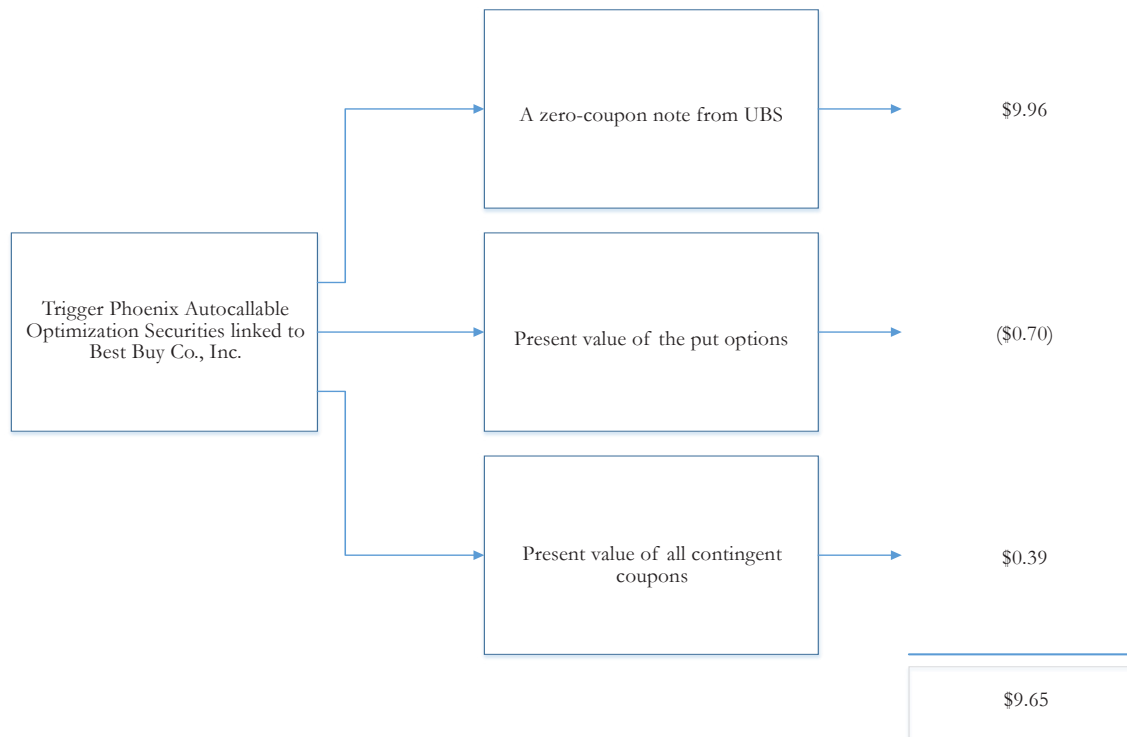 A zero-coupon note from UBS
$9.96
Trigger Phoenix Autocallable
Optimization Securities linked to
Best Buy Co., Inc.
Present value of the put options
($0.70)
Present value of all contingent
coupons
$0.39
$9.65